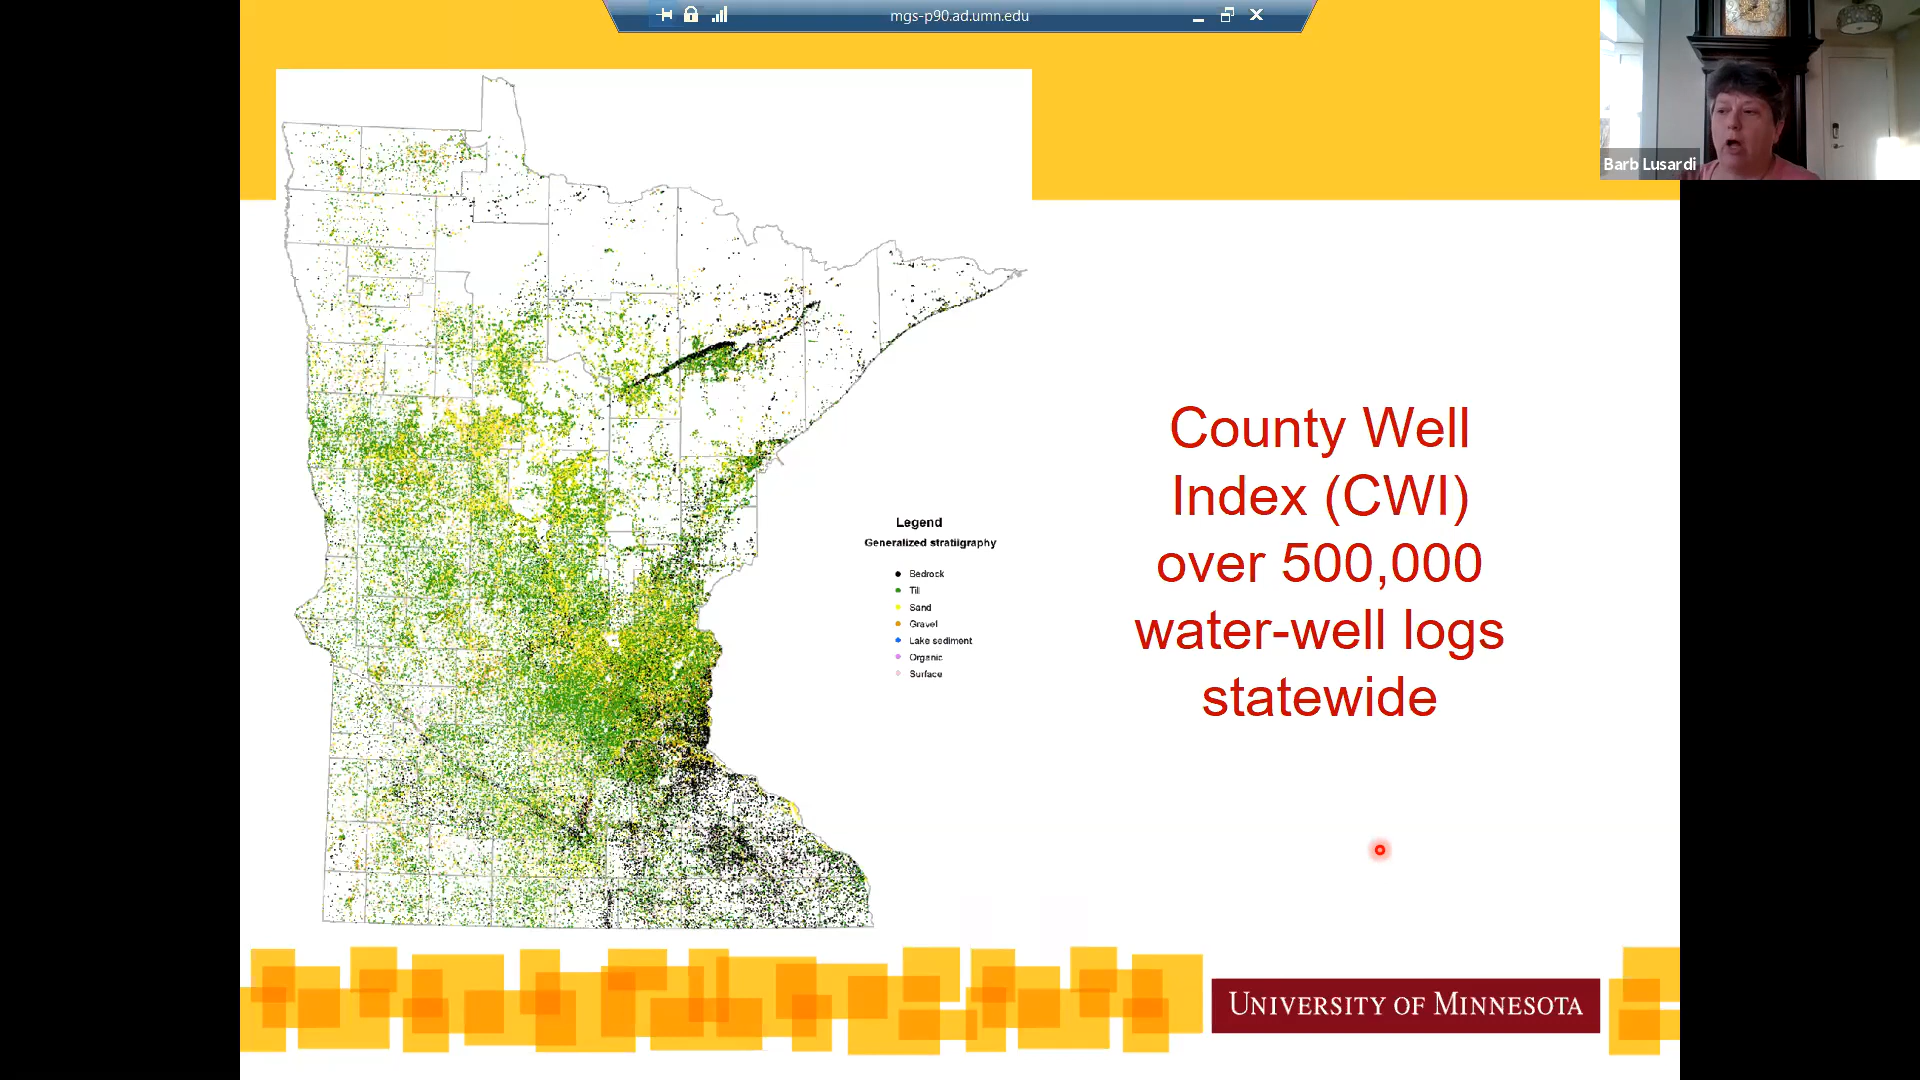 mgs-p90.ad.umn.edu
Barb Lusardi
County Well
Index (CWI)
over 500,000
water-well logs
statewide
Legend
Generalized stratiigraphy
Bedrock
Till
Sand
Gravel
Lake sediment
Organic
Surface
UNIVERSITY OF MINNESOTA